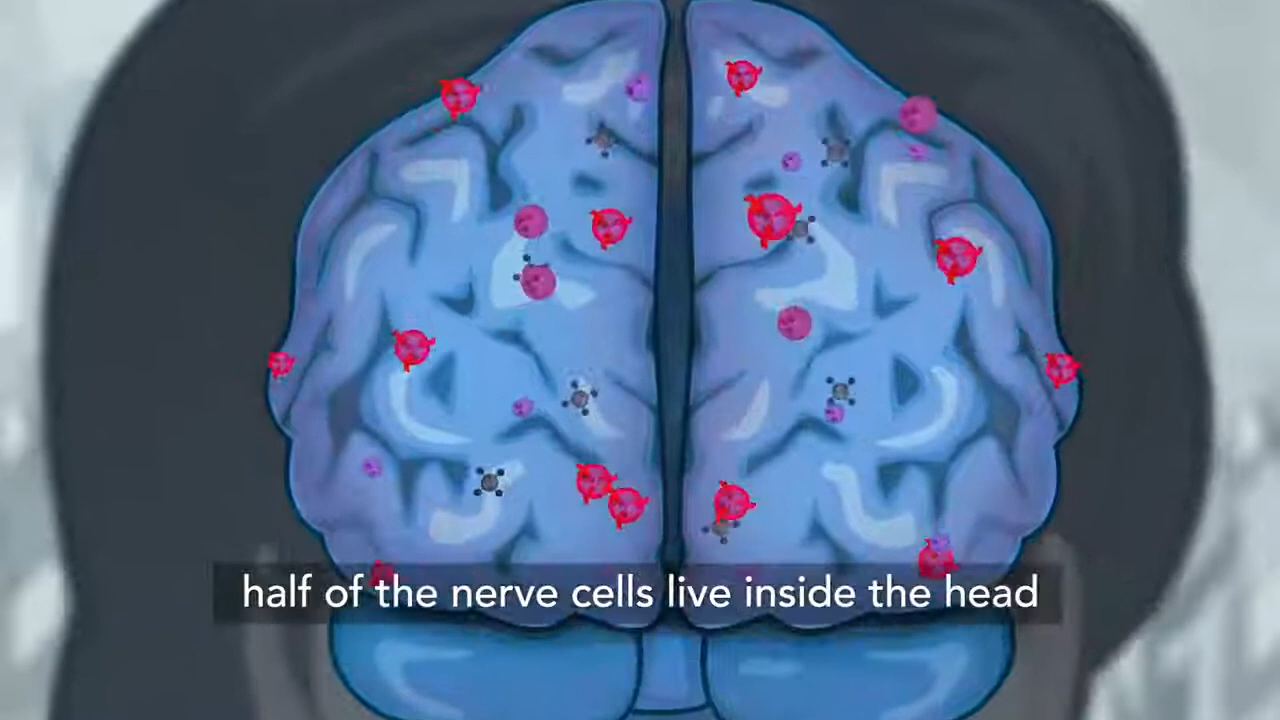 half of the nerve cells live inside the head